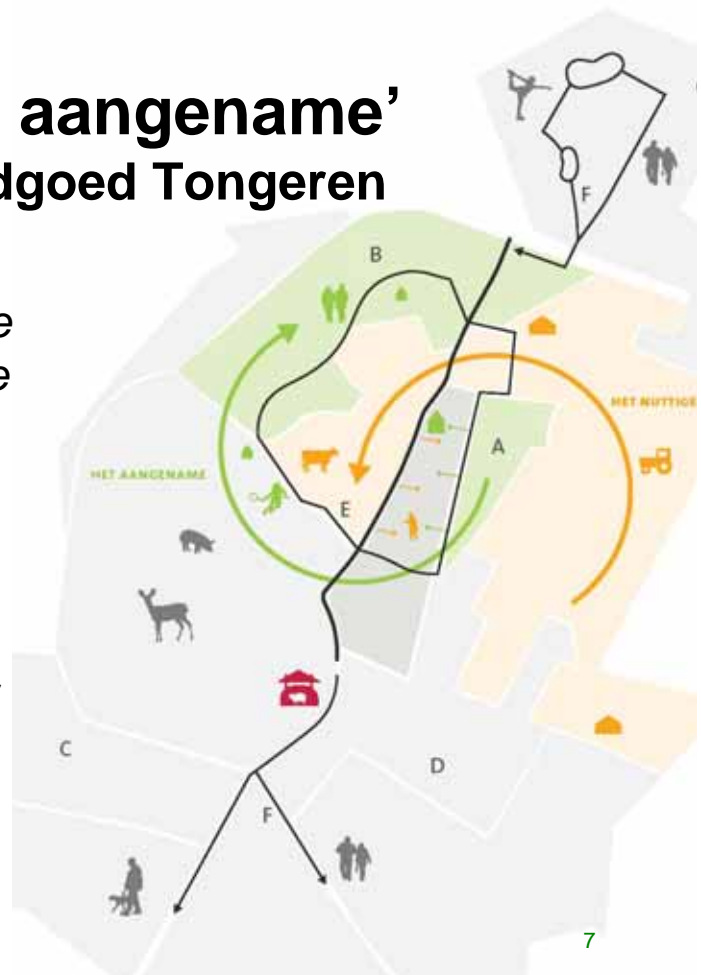 aangename’
dgoed Tongeren
e
e
F
B
HET NUTTIGE
A
HET AANGENAME
E
C
D
F
7